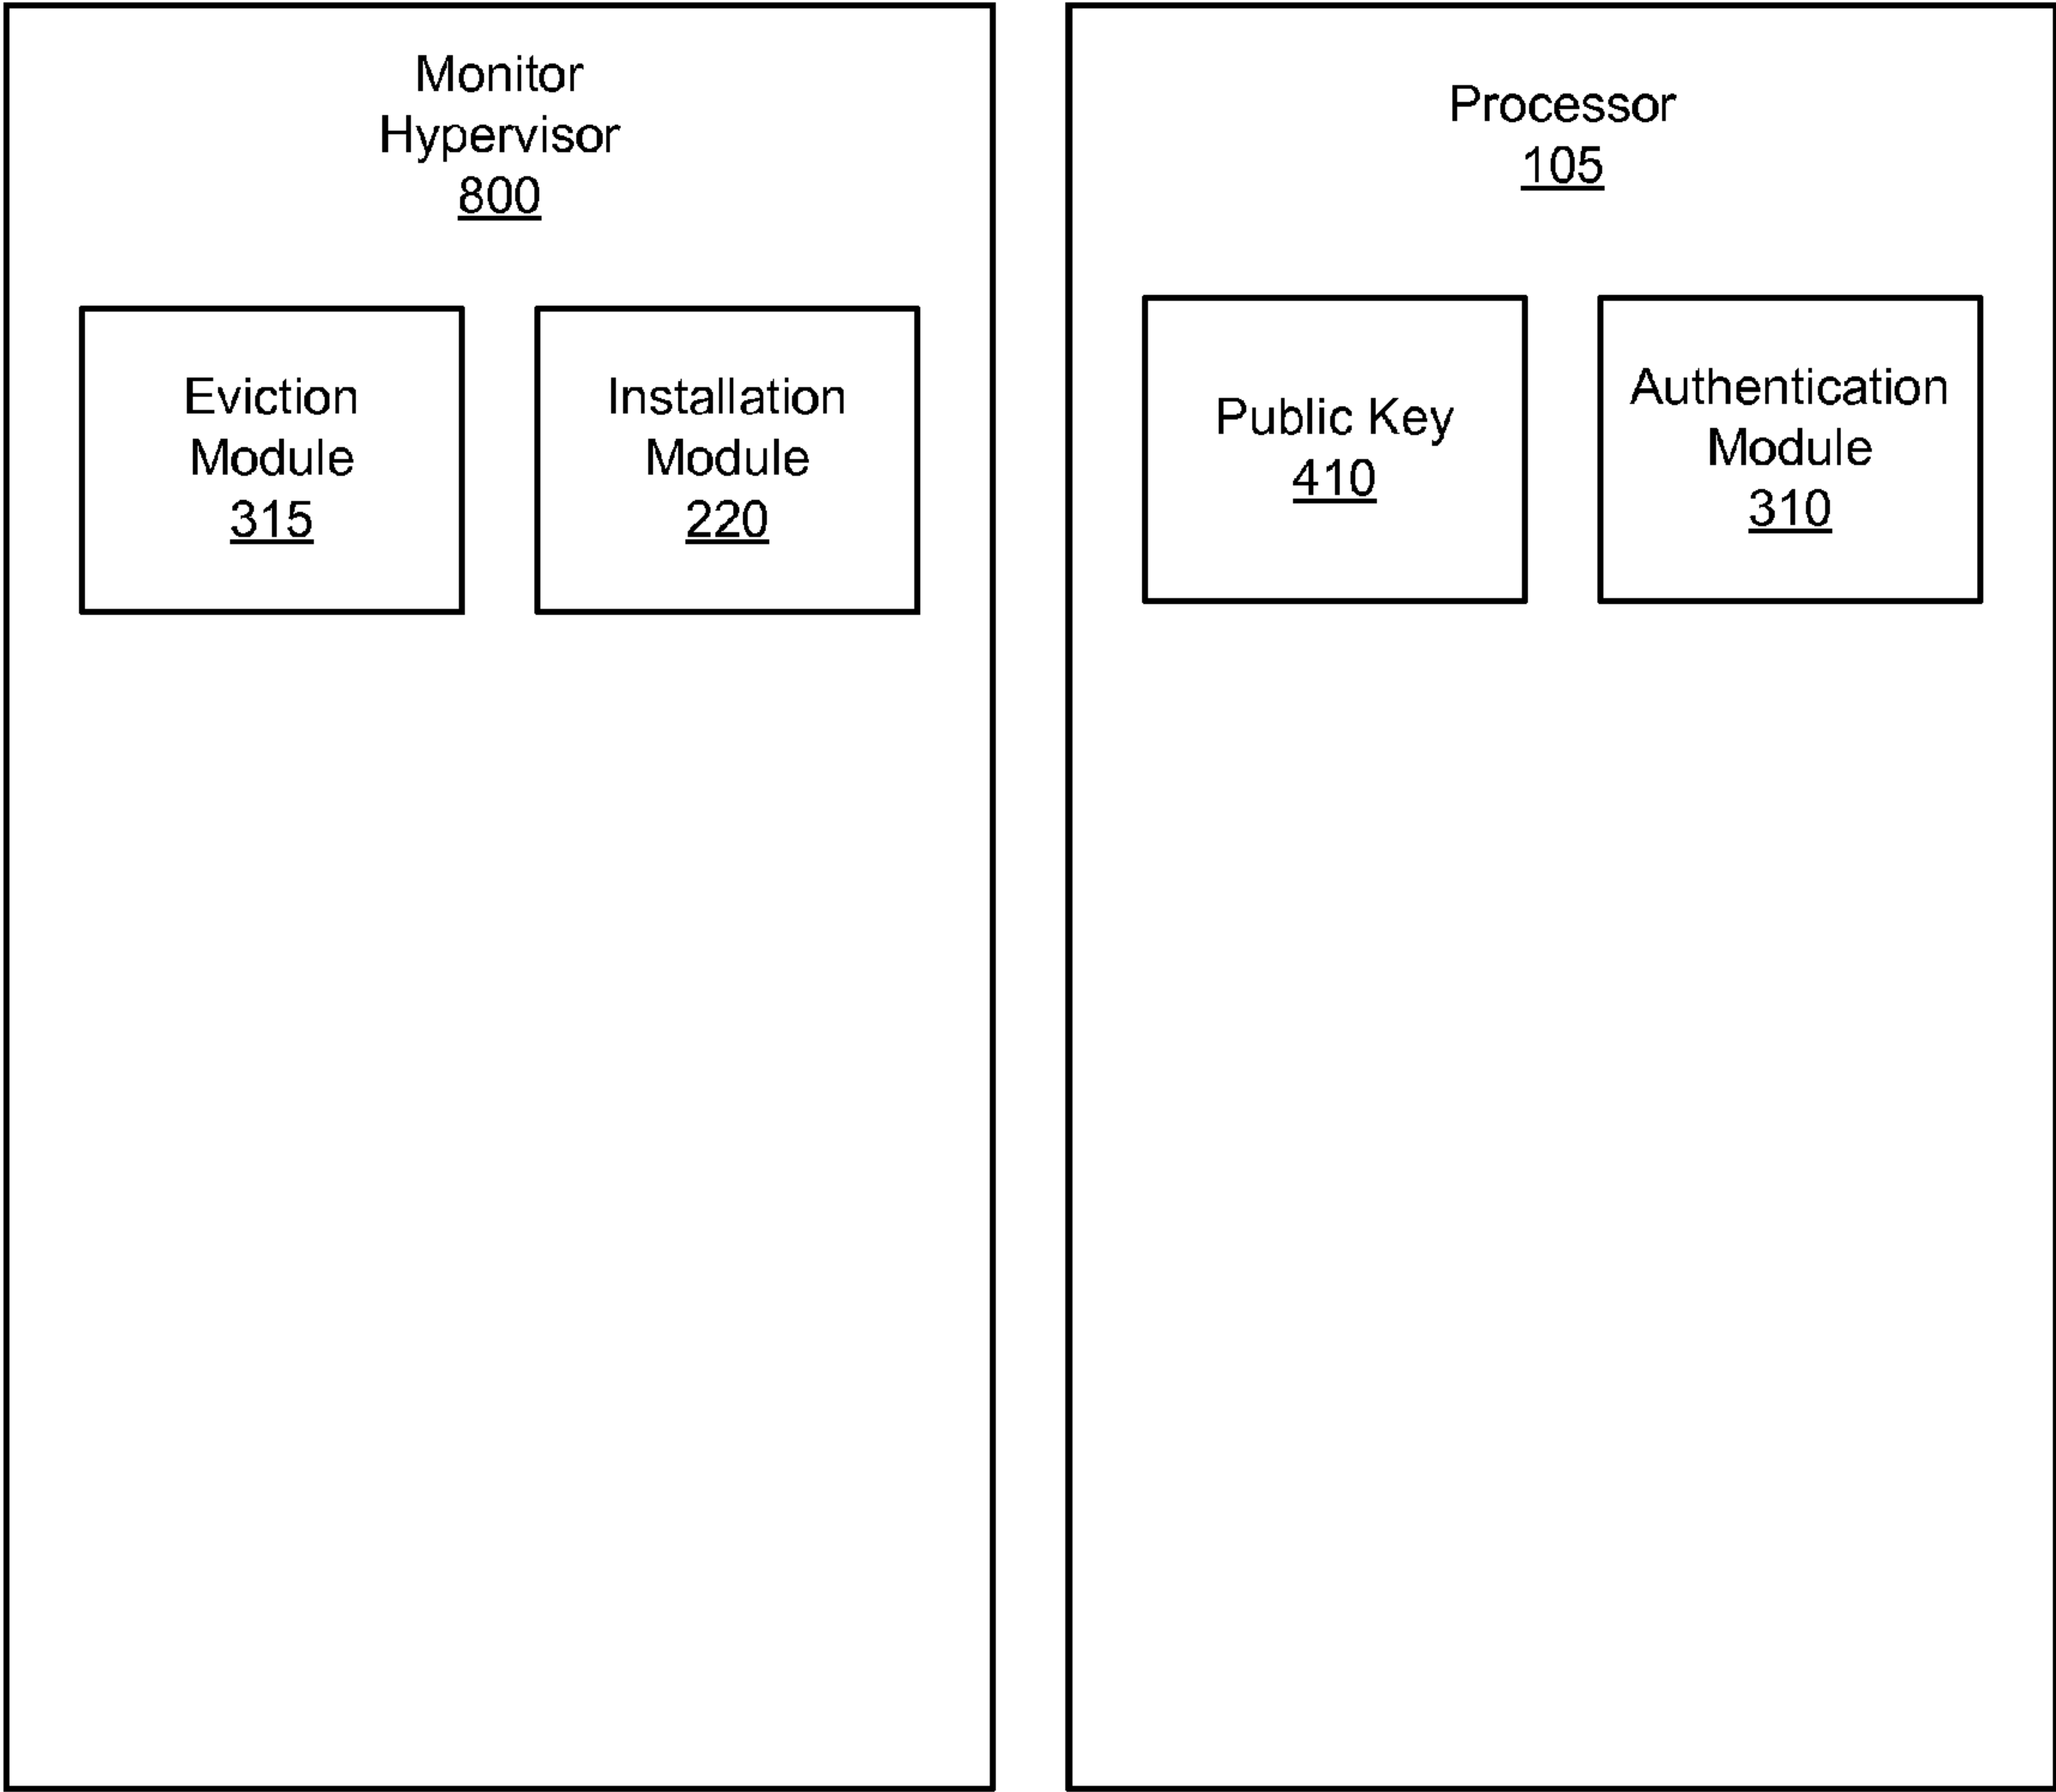 Monitor
Hypervisor
800
Eviction
Module
315
Installation
Module
220
Processor
105
Public Key
410
Authentication
Module
310